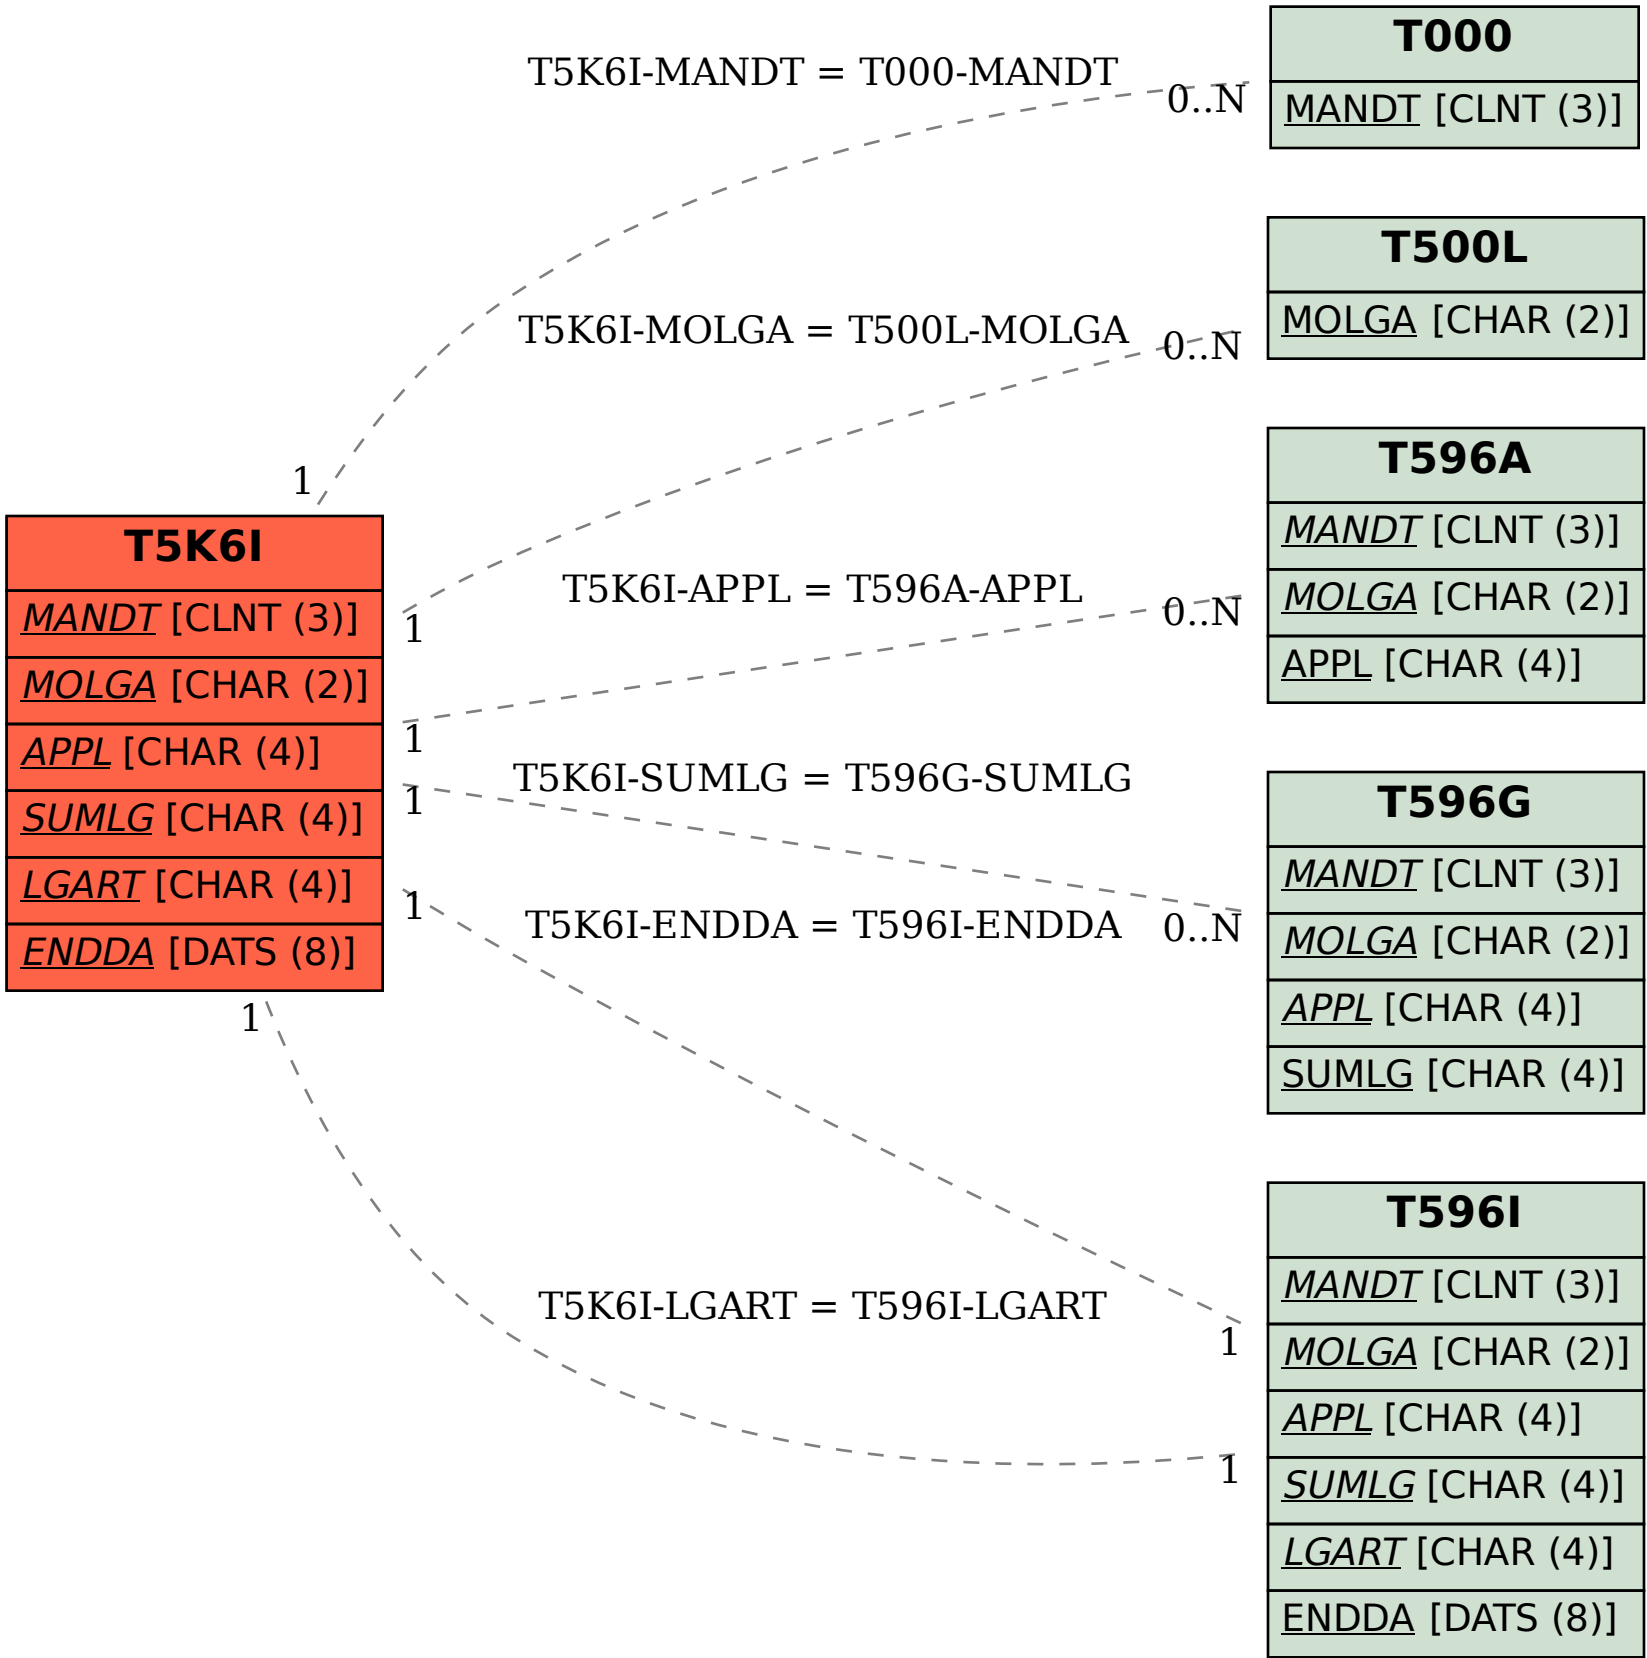 T000
MANDT [CLNT (3)]
T5K6I-MANDT = T000-MANDT
0..N
1
T500L
MOLGA [CHAR (2)]
T5K6I-MOLGA = T500L-MOLGA
0..N
1
T596A
MANDT [CLNT (3)]
MOLGA [CHAR (2)]
APPL [CHAR (4)]
T5K6I-APPL = T596A-APPL
0..N
1
T5K6I
MANDT [CLNT (3)]
MOLGA [CHAR (2)]
APPL [CHAR (4)]
SUMLG [CHAR (4)]
LGART [CHAR (4)]
ENDDA [DATS (8)]
T5K6I-SUMLG = T596G-SUMLG
1
0..N
T596G
MANDT [CLNT (3)]
MOLGA [CHAR (2)]
APPL [CHAR (4)]
SUMLG [CHAR (4)]
T5K6I-ENDDA = T596I-ENDDA
1
1
T5K6I-LGART = T596I-LGART
1
1
T596I
MANDT [CLNT (3)]
MOLGA [CHAR (2)]
APPL [CHAR (4)]
SUMLG [CHAR (4)]
LGART [CHAR (4)]
ENDDA [DATS (8)]